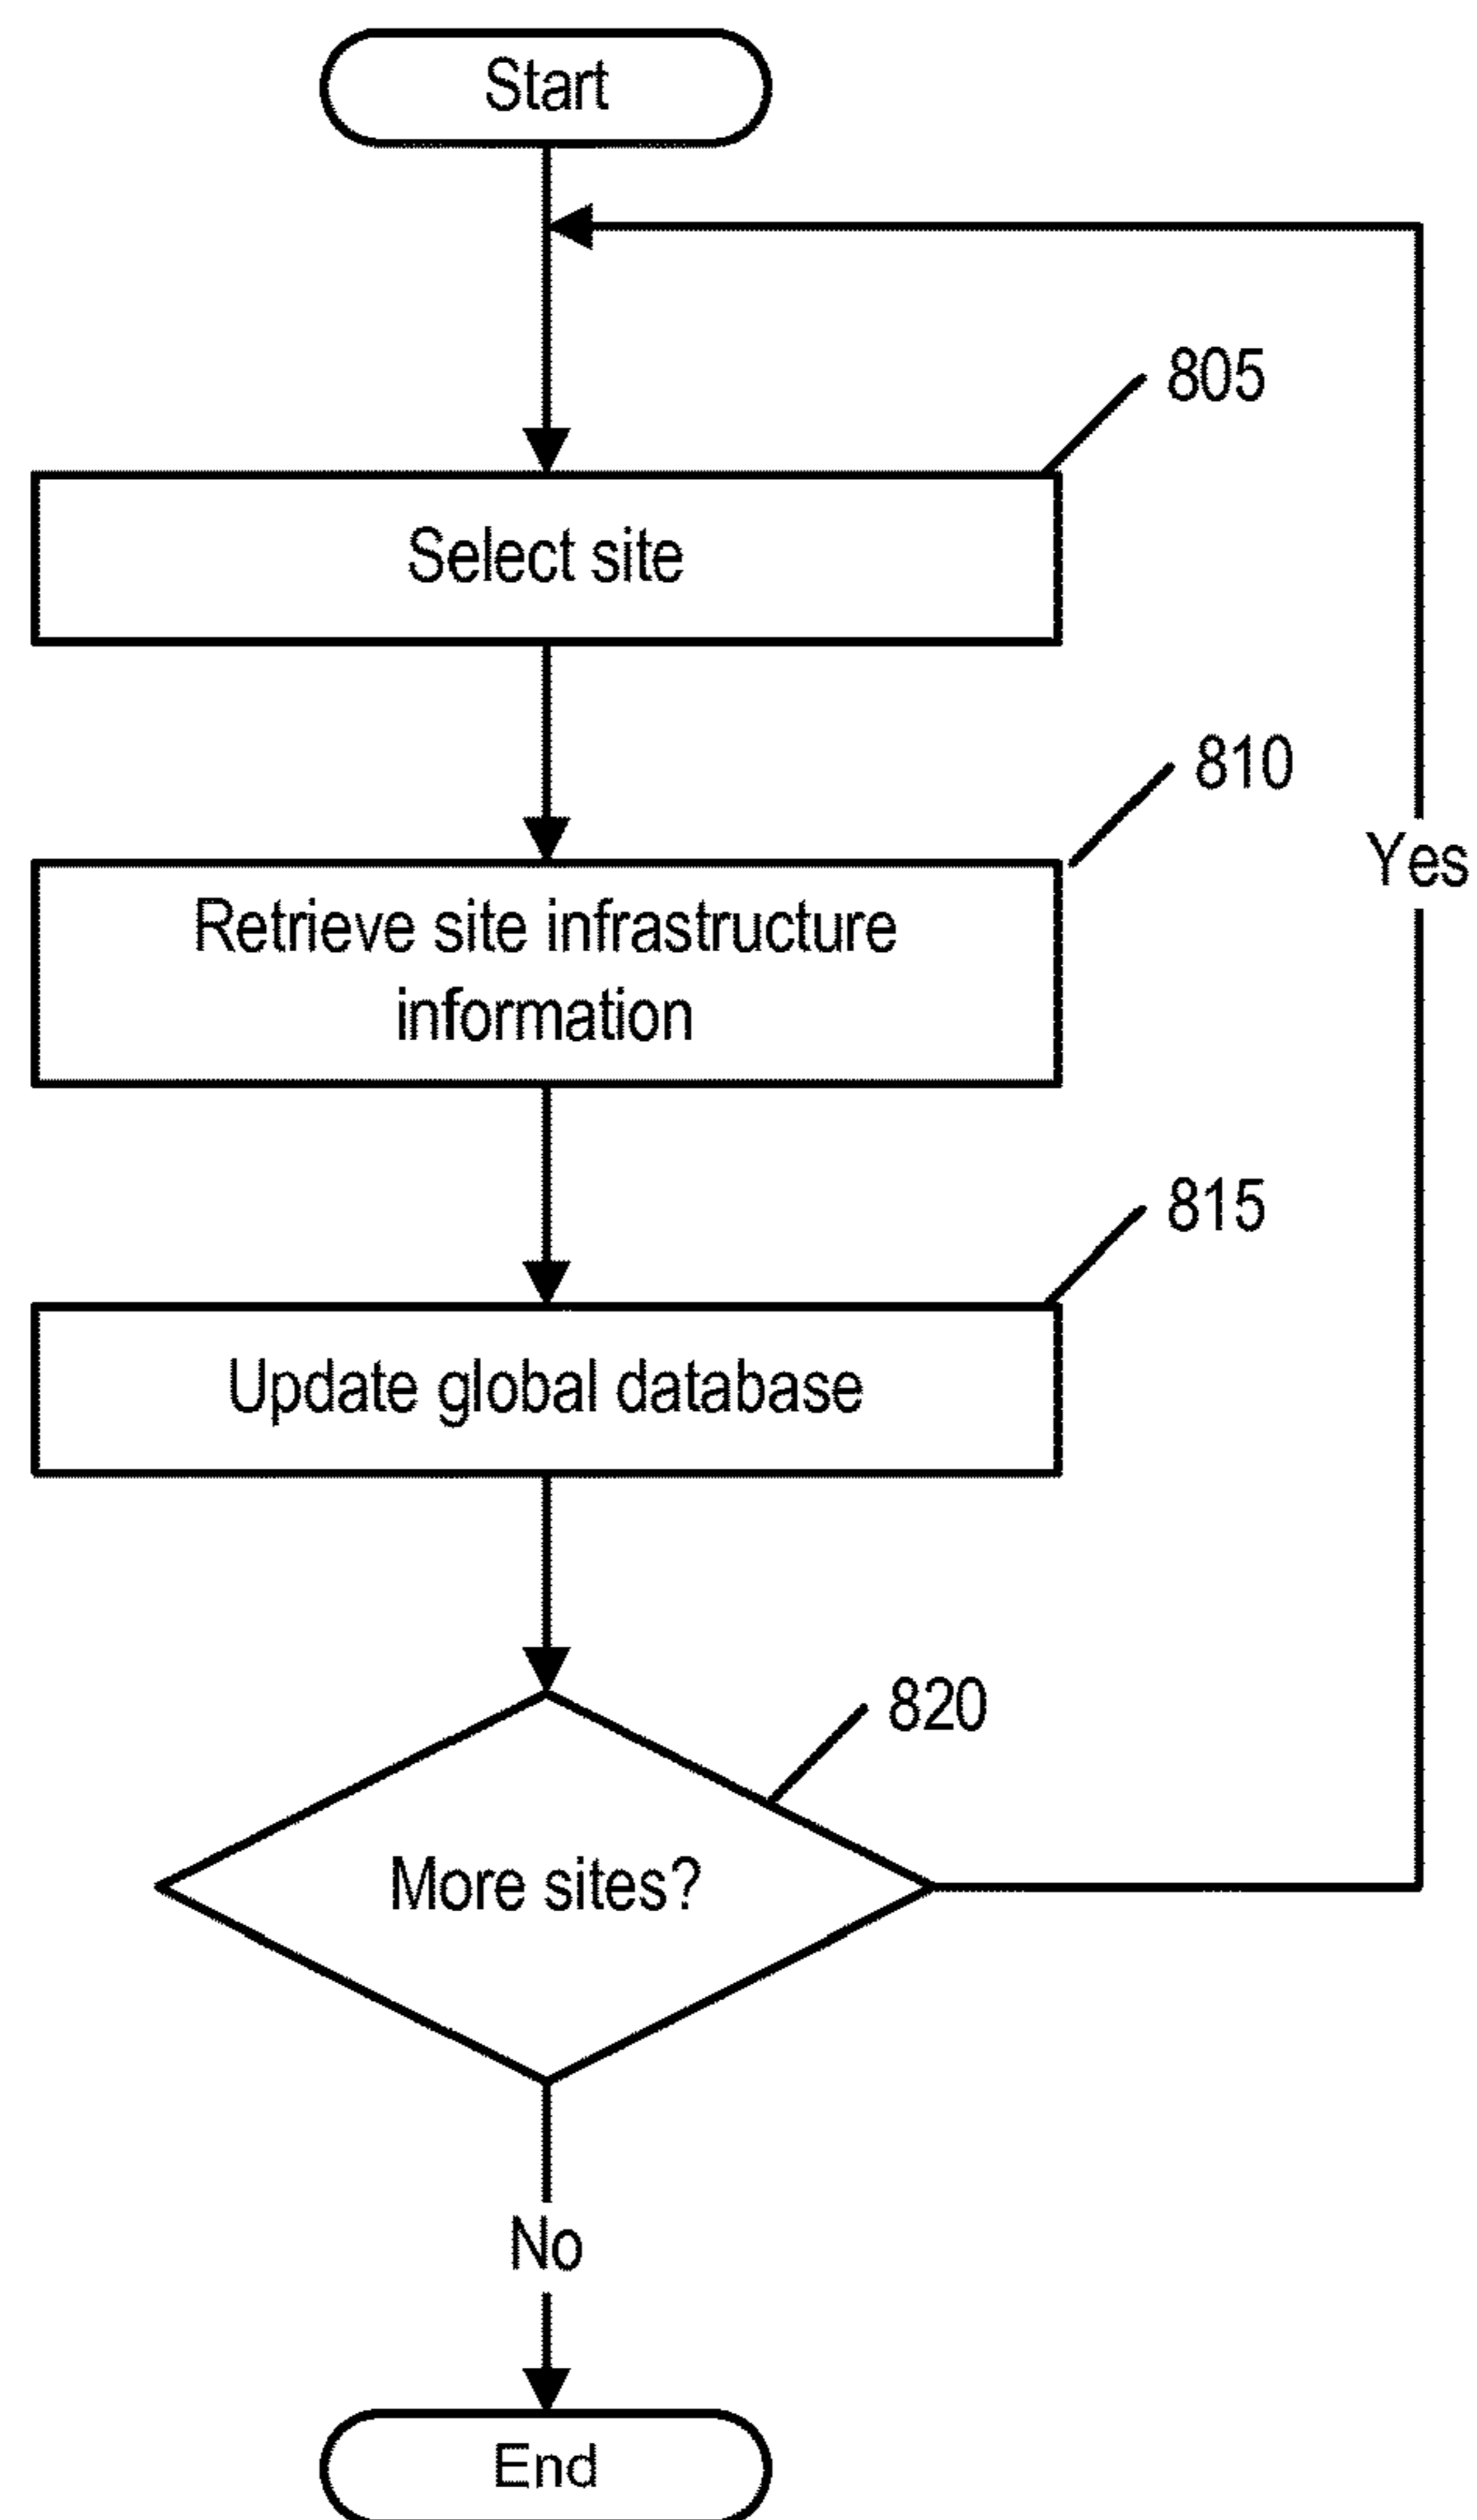 Start
805
Select site
810
Retrieve site infrastructure
information
Yes
815
Update global database
820
More sites?
No
End